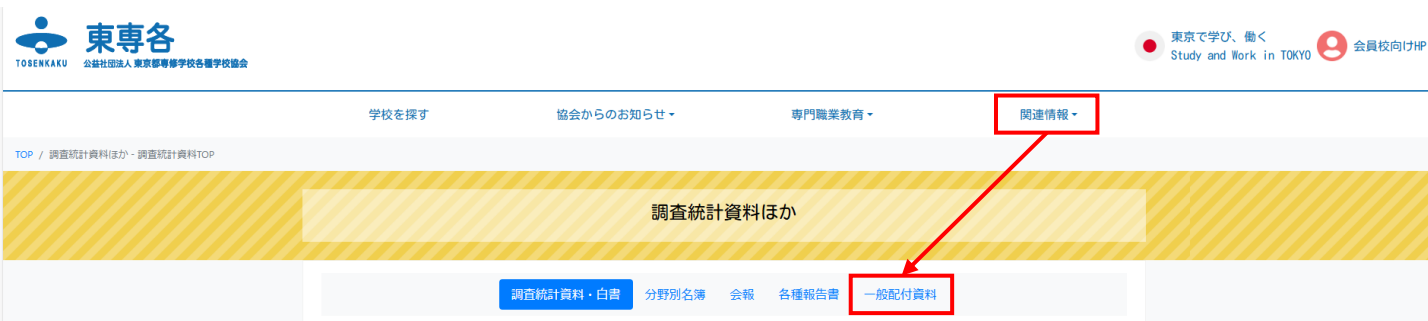 東専各
TOSENKAKU 公益社団法人 東京都専修学校各種学校協会
東京で学び、働く
Study and Work in TOKYO
会員校向けHP
学校を探す 協会からのお知らせ 専門職業教育 関連情報
TOP / 調査統計資料ほか - 調査統計資料TOP
調査統計資料ほか
調査統計資料・白書 分野別名簿 会報 各種報告書 一般配付資料